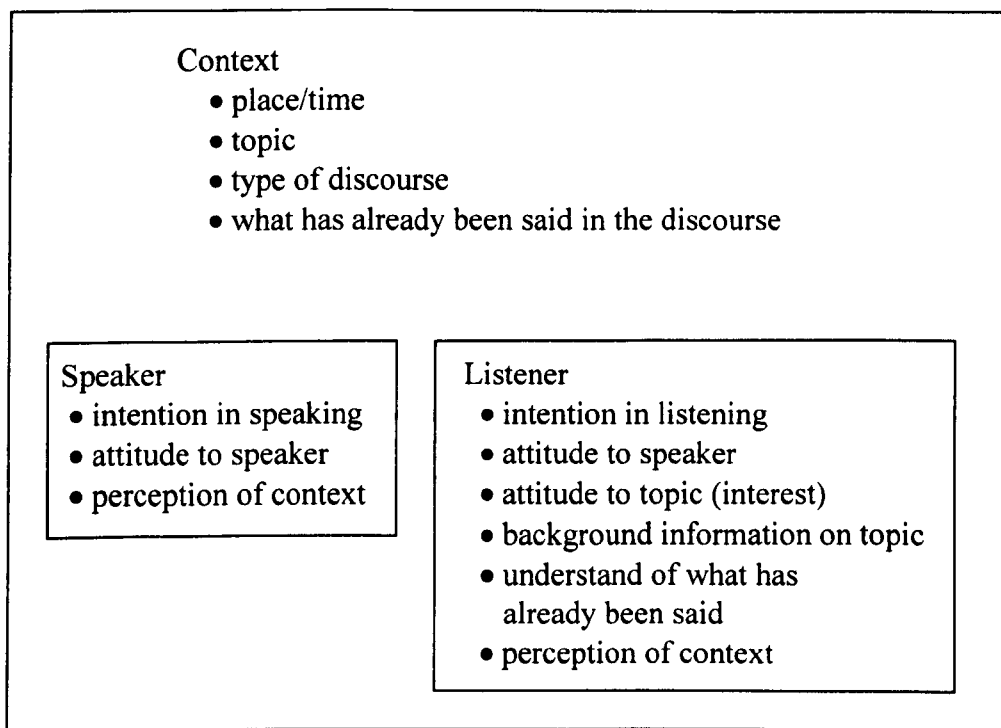 Context
• place/time
• topic
• type of discourse
• what has already been said in the discourse
Speaker
• intention in speaking
• attitude to speaker
• perception of context
Listener
• intention in listening
• attitude to speaker
• attitude to topic (interest)
• background information on topic
• understand of what has
already been said
• perception of context